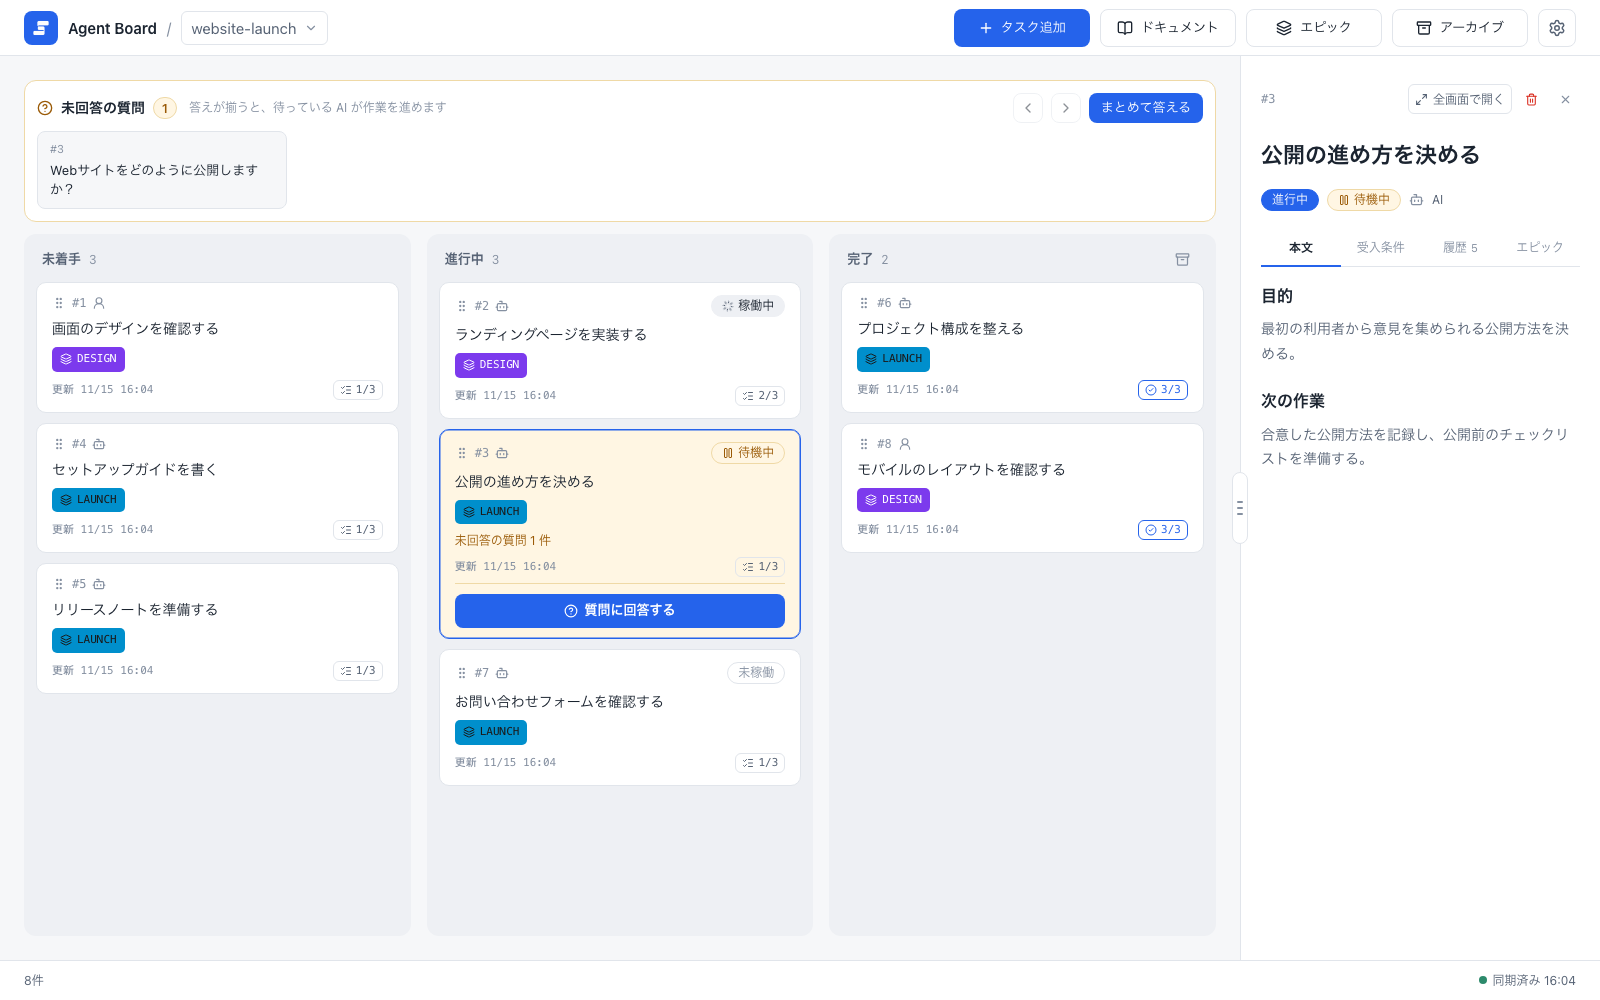 Agent Board / website-launch
タスク追加
ドキュメント
エピック
アーカイブ
未回答の質問 1 答えが揃うと、待っている AI が作業を進めます
まとめて答える
#3
Webサイトをどのように公開します
か？
未着手 3
#1
画面のデザインを確認する
DESIGN
更新 11/15 16:04 1/3
#4
セットアップガイドを書く
LAUNCH
更新 11/15 16:04 1/3
#5
リリースノートを準備する
LAUNCH
更新 11/15 16:04 1/3
進行中 3
#2 稼働中
ランディングページを実装する
DESIGN
更新 11/15 16:04 2/3
#3 待機中
公開の進め方を決める
LAUNCH
未回答の質問 1 件
更新 11/15 16:04 1/3
質問に回答する
#7 未稼働
お問い合わせフォームを確認する
LAUNCH
更新 11/15 16:04 1/3
完了 2
#6
プロジェクト構成を整える
LAUNCH
更新 11/15 16:04 3/3
#8
モバイルのレイアウトを確認する
DESIGN
更新 11/15 16:04 3/3
#3 全画面で開く
公開の進め方を決める
進行中 待機中 AI
本文 受入条件 履歴 5 エピック
目的
最初の利用者から意見を集められる公開方法を決
める。
次の作業
合意した公開方法を記録し、公開前のチェックリ
ストを準備する。
8件
同期済み 16:04